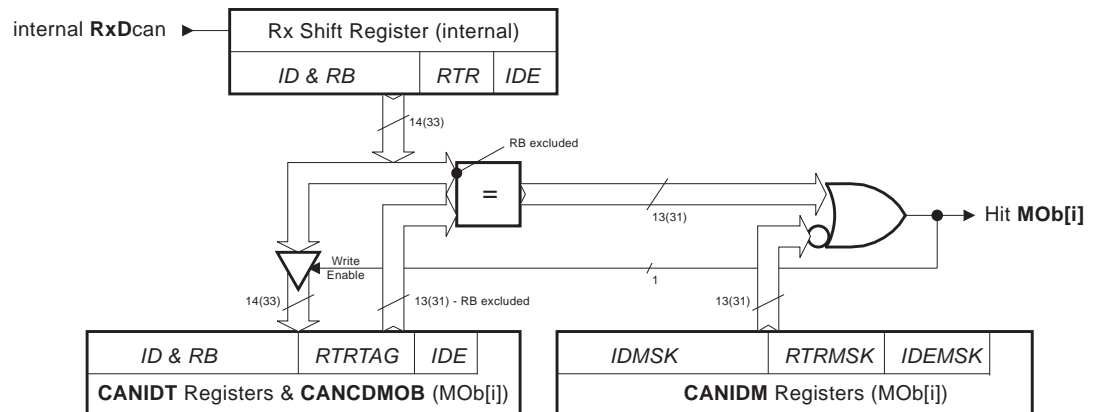 internal RxDcan
Rx Shift Register (internal)
ID & RB
RTR
IDE
14(33)
RB excluded
=
13(31)
Hit MOb[i]
Write
Enable
1
14(33)
13(31) - RB excluded
13(31)
ID & RB
RTRTAG
IDE
CANIDT Registers & CANCDMOB (MOb[i])
IDMSK
RTRMSK
IDEMSK
CANIDM Registers (MOb[i])